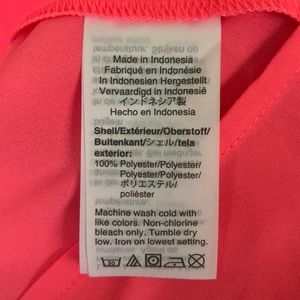 Made in Indonesia
Fabriqué en Indonésie
In Indonesien Hergestellt
Vervaardigd in Indonesië
インドネシア製
Hecho en Indonesia
Shell/Extérieur/Oberstoff/
Buitenkant/シェル/tela
exterior:
100% Polyester/Polyester/
Polyester/Polyester/
ポリエステル/
poliéster
Machine wash cold with
like colors. Non-chlorine
bleach only. Tumble dry
low. Iron on lowest setting.